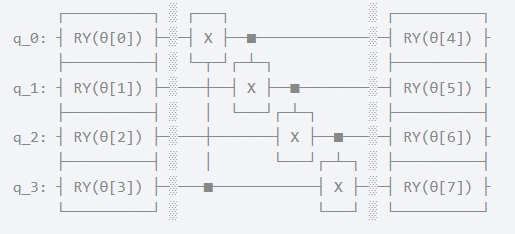 q_0: RY(θ[0]) X RY(θ[4])
q_1: RY(θ[1]) X RY(θ[5])
q_2: RY(θ[2]) X RY(θ[6])
q_3: RY(θ[3]) X RY(θ[7])